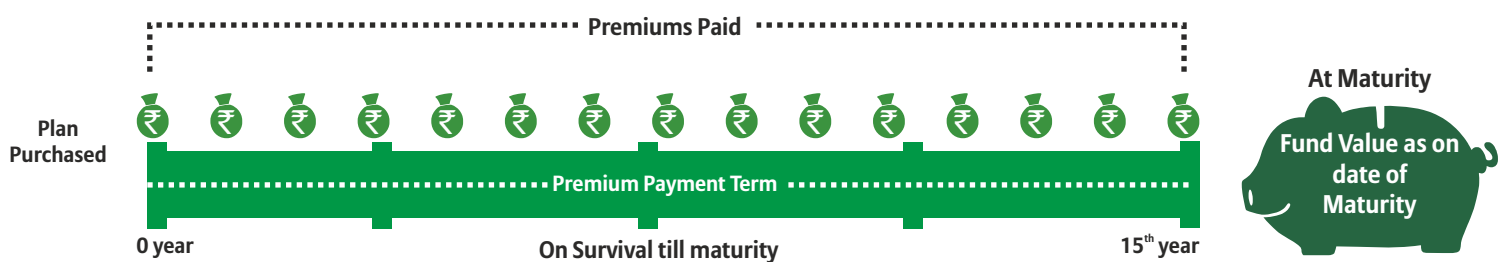 Premiums Paid
At Maturity
₹ ₹ ₹ ₹ ₹ ₹ ₹ ₹ ₹ ₹ ₹ ₹ ₹ ₹ ₹
Plan
Purchased
Premium Payment Term
Fund Value as on
date of
Maturity
0 year
On Survival till maturity
15th year